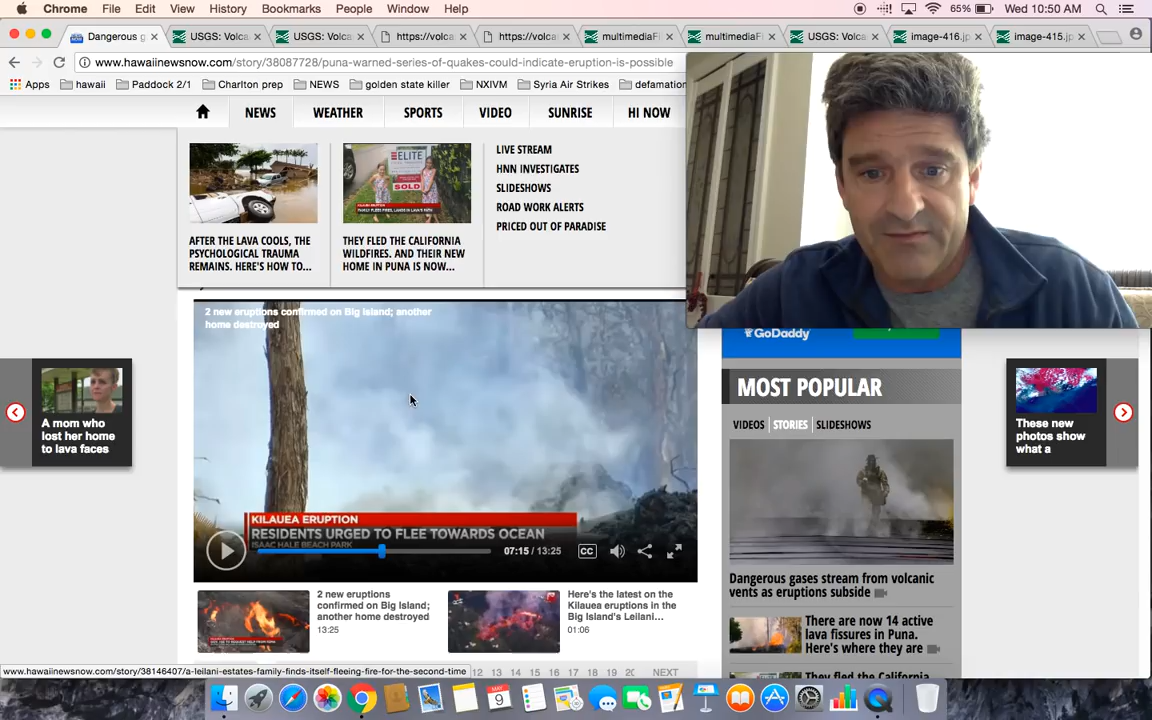 Chrome File Edit View History Bookmarks People Window Help 65% Wed 10:50 AM
Dangerous g USGS: Volca USGS: Volca https://volca https://volca multimediaFi multimediaFi USGS: Volca image-416.jp image-415.jp
www.hawaiinewsnow.com/story/38087728/puna-warned-series-of-quakes-could-indicate-eruption-is-possible
Apps hawaii Paddock 2/1 Charlton prep NEWS golden state killer NXIVM Syria Air Strikes defamation
NEWS WEATHER SPORTS VIDEO SUNRISE HI NOW
ELITE
SOLD
AFTER THE LAVA COOLS, THE
PSYCHOLOGICAL TRAUMA
REMAINS. HERE'S HOW TO...
THEY FLED THE CALIFORNIA
WILDFIRES. AND THEIR NEW
HOME IN PUNA IS NOW...
LIVE STREAM
HNN INVESTIGATES
SLIDESHOWS
ROAD WORK ALERTS
PRICED OUT OF PARADISE
2 new eruptions confirmed on Big Island; another
home destroyed
KILAUEA ERUPTION
RESIDENTS URGED TO FLEE TOWARDS OCEAN
ISAAC HALE BEACH PARK
07:15 / 13:25 CC
2 new eruptions
confirmed on Big Island;
another home destroyed
13:25
Here's the latest on the
Kilauea eruptions in the
Big Island's Leilani...
01:06
A mom who
lost her home
to lava faces
GoDaddy
MOST POPULAR
VIDEOS STORIES SLIDESHOWS
Dangerous gases stream from volcanic
vents as eruptions subside
There are now 14 active
lava fissures in Puna.
Here's where they are
They fled the California
These new
photos show
what a
www.hawaiinewsnow.com/story/38146407/a-leilani-estates-family-finds-itself-fleeing-fire-for-the-second-time
12 13 14 15 16 17 18 19 20 NEXT
MAY
9